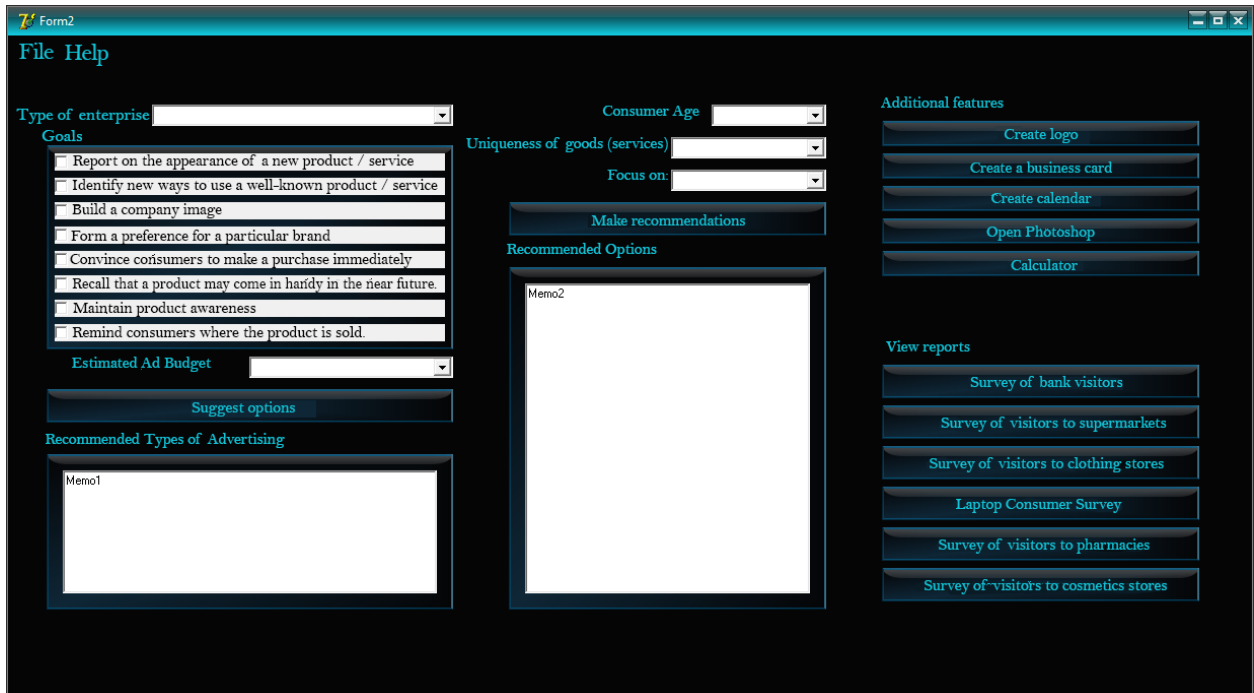 Form2
File Help
Type of enterprise
Goals
Report on the appearance of a new product / service
Identify new ways to use a well-known product / service
Build a company image
Form a preference for a particular brand
Convince consumers to make a purchase immediately
Recall that a product may come in handy in the near future.
Maintain product awareness
Remind consumers where the product is sold.
Estimated Ad Budget
Suggest options
Recommended Types of Advertising
Memo1
Consumer Age
Uniqueness of goods (services)
Focus on:
Make recommendations
Recommended Options
Memo2
Additional features
Create logo
Create a business card
Create calendar
Open Photoshop
Calculator
View reports
Survey of bank visitors
Survey of visitors to supermarkets
Survey of visitors to clothing stores
Laptop Consumer Survey
Survey of visitors to pharmacies
Survey of visitors to cosmetics stores